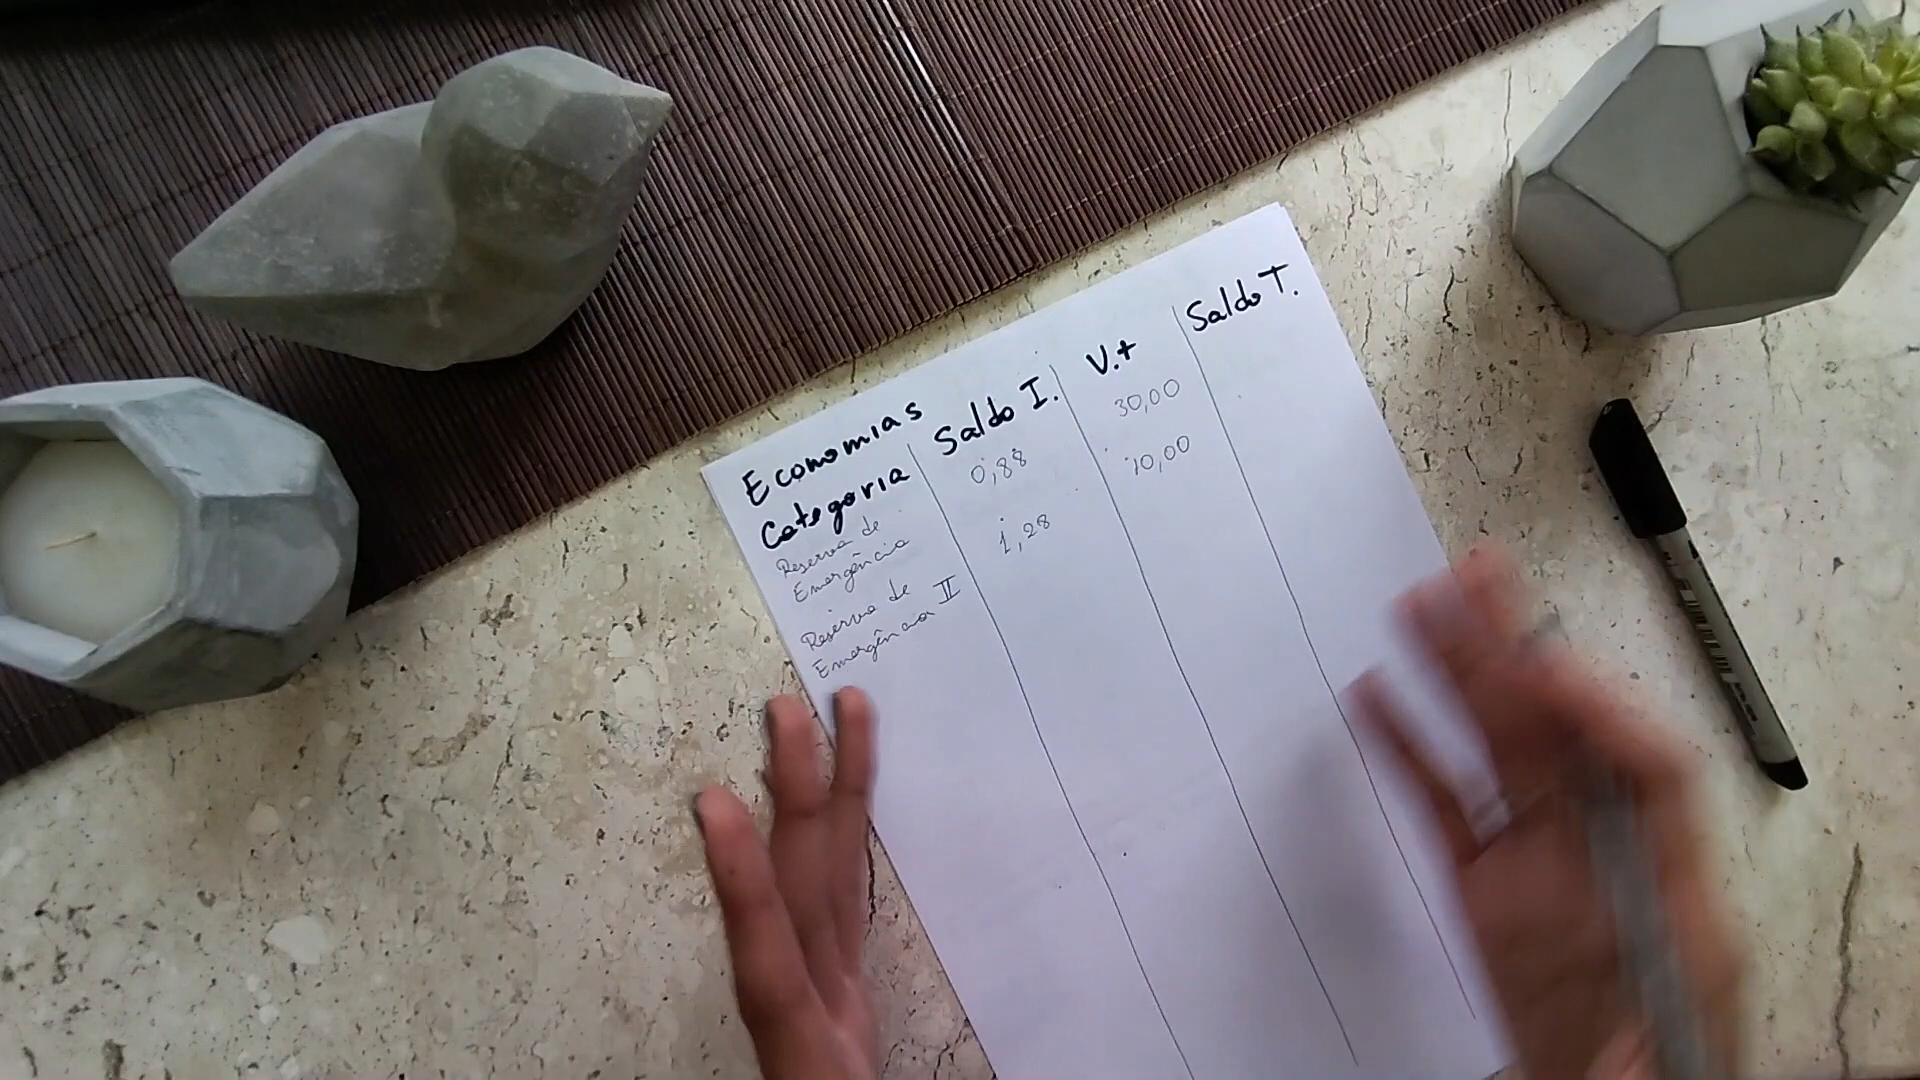 Economias
Categoria Saldo I. V.+ Saldo T.
Reserva de
Emergência 0,88 30,00
Reserva de
Emergência II 1,28 10,00